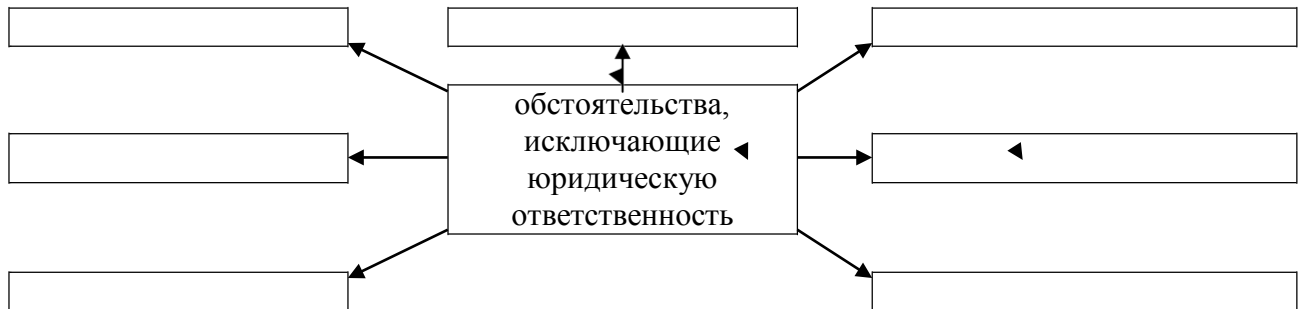 обстоятельства,
исключающие
юридическую
ответственность